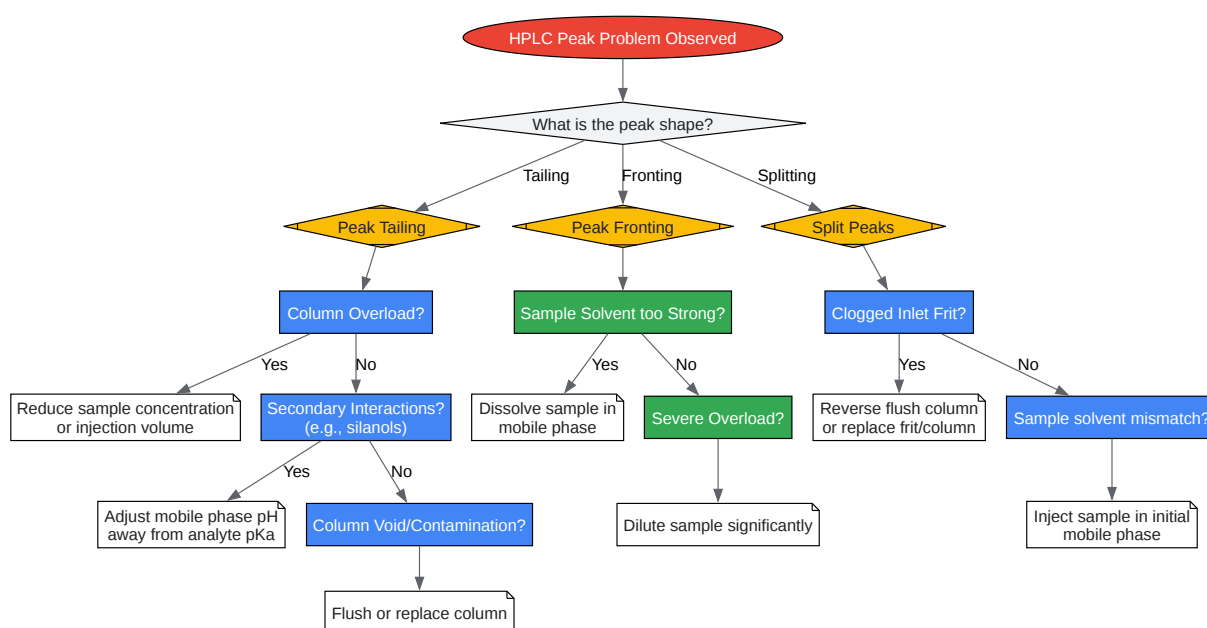 HPLC Peak Problem Observed
What is the peak shape?
Tailing
Fronting
Splitting
Peak Tailing
Peak Fronting
Split Peaks
Column Overload?
Sample Solvent too Strong?
Clogged Inlet Frit?
Yes
No
Yes
No
Yes
No
Reduce sample concentration
or injection volume
Secondary Interactions?
(e.g., silanols)
Dissolve sample in
mobile phase
Severe Overload?
Reverse flush column
or replace frit/column
Sample solvent mismatch?
Yes
No
Adjust mobile phase pH
away from analyte pKa
Column Void/Contamination?
Dilute sample significantly
Inject sample in initial
mobile phase
Flush or replace column